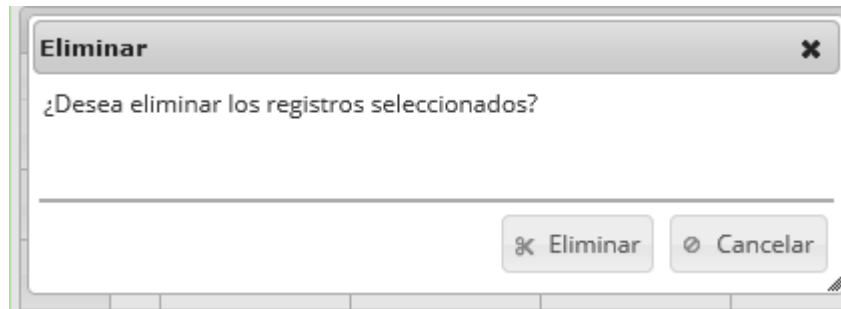 Eliminar
¿Desea eliminar los registros seleccionados?
Eliminar Cancelar